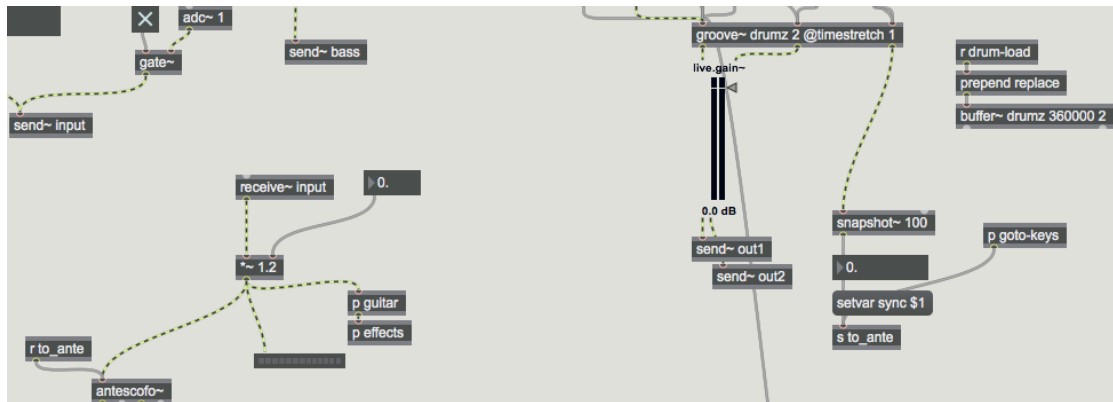 adc~ 1
gate~
send~ input
send~ bass
receive~ input
0.
*~ 1.2
p guitar
p effects
r to_ante
antescofo~
groove~ drumz 2 @timestretch 1
live.gain~
0.0 dB
send~ out1
send~ out2
r drum-load
prepend replace
buffer~ drumz 360000 2
snapshot~ 100
p goto-keys
0.
setvar sync $1
s to_ante